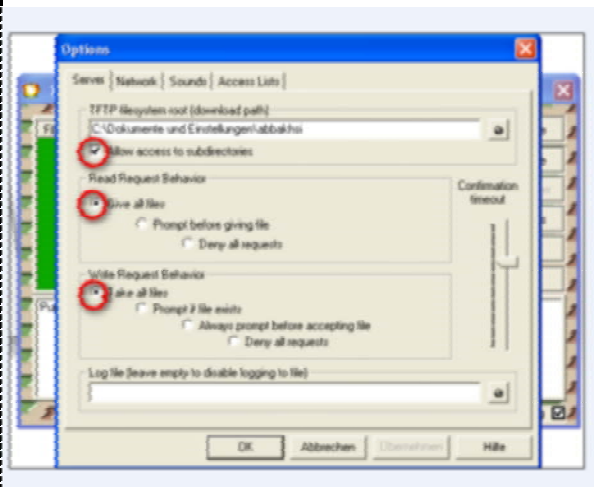 Options
Server Network Sounds Access Lists
TFTP filesystem root (download path)
C:\Dokumente und Einstellungen\abbakhsi
Allow access to subdirectories
Read Request Behavior
Give all files
Prompt before giving file
Deny all requests
Confirmation
timeout
Write Request Behavior
Take all files
Prompt if file exists
Always prompt before accepting file
Deny all requests
Log file (leave empty to disable logging to file)
OK Abbrechen Übernehmen Hilfe